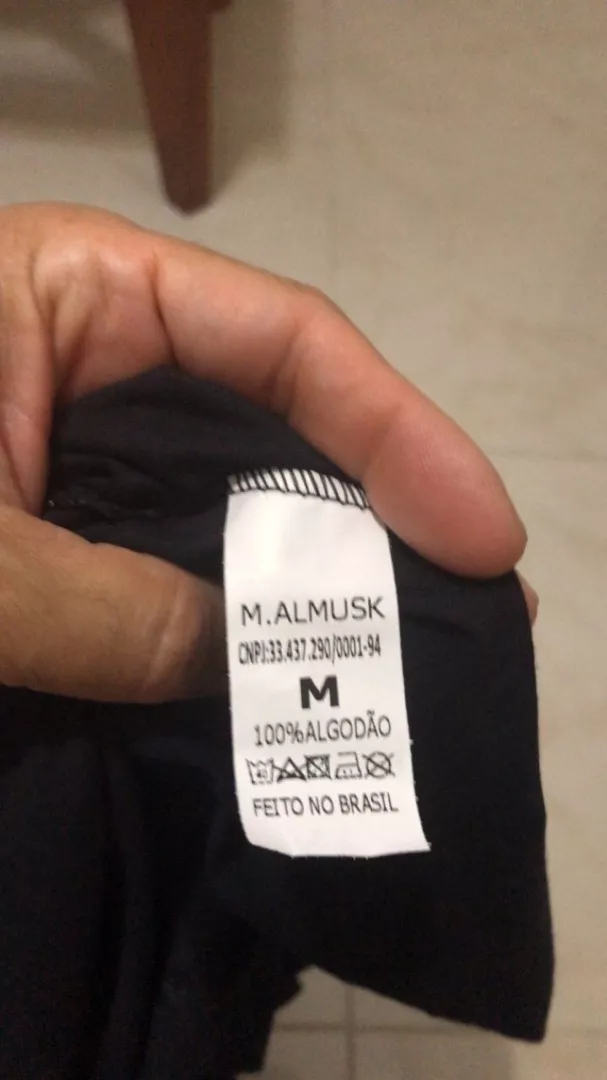 M.ALMUSK
CNPJ:33.437.290/0001-94
M
100%ALGODÃO
FEITO NO BRASIL